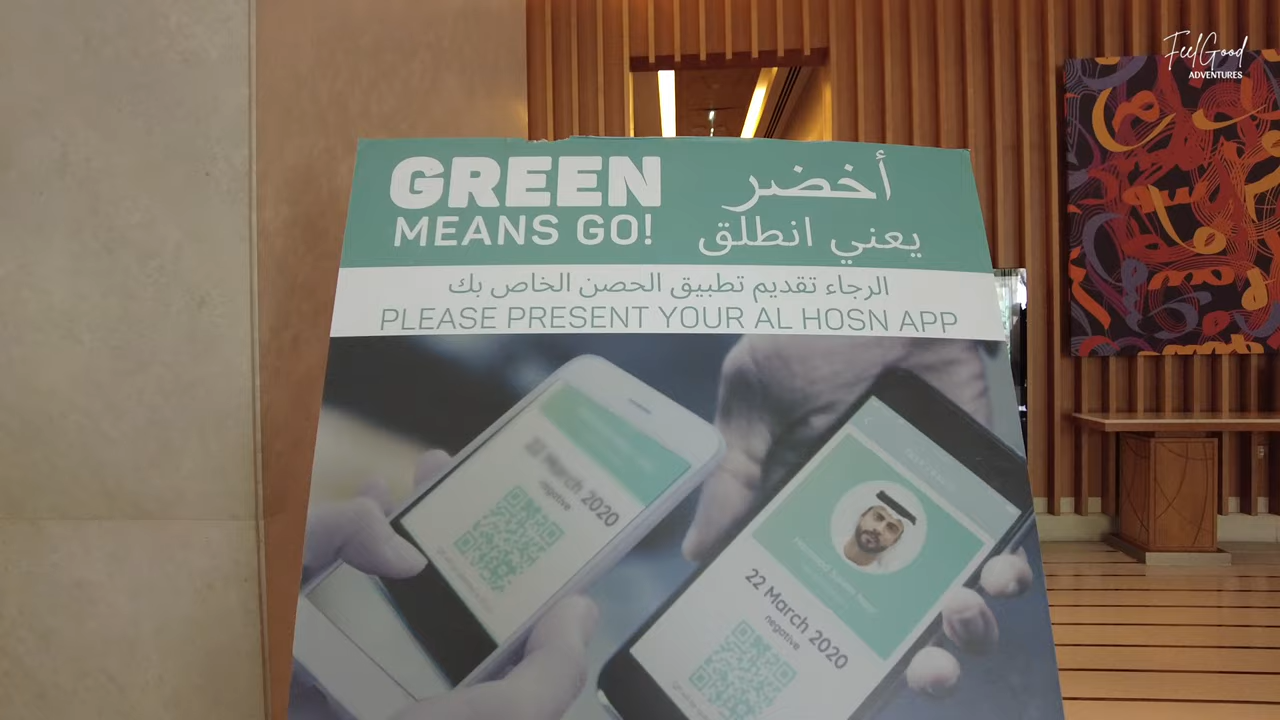 FeelGood
ADVENTURES
GREEN
MEANS GO!
أخضر
يعني انطلق
الرجاء تقديم تطبيق الحصن الخاص بك
PLEASE PRESENT YOUR AL HOSN APP
March 2020
negative
22 March 2020
negative